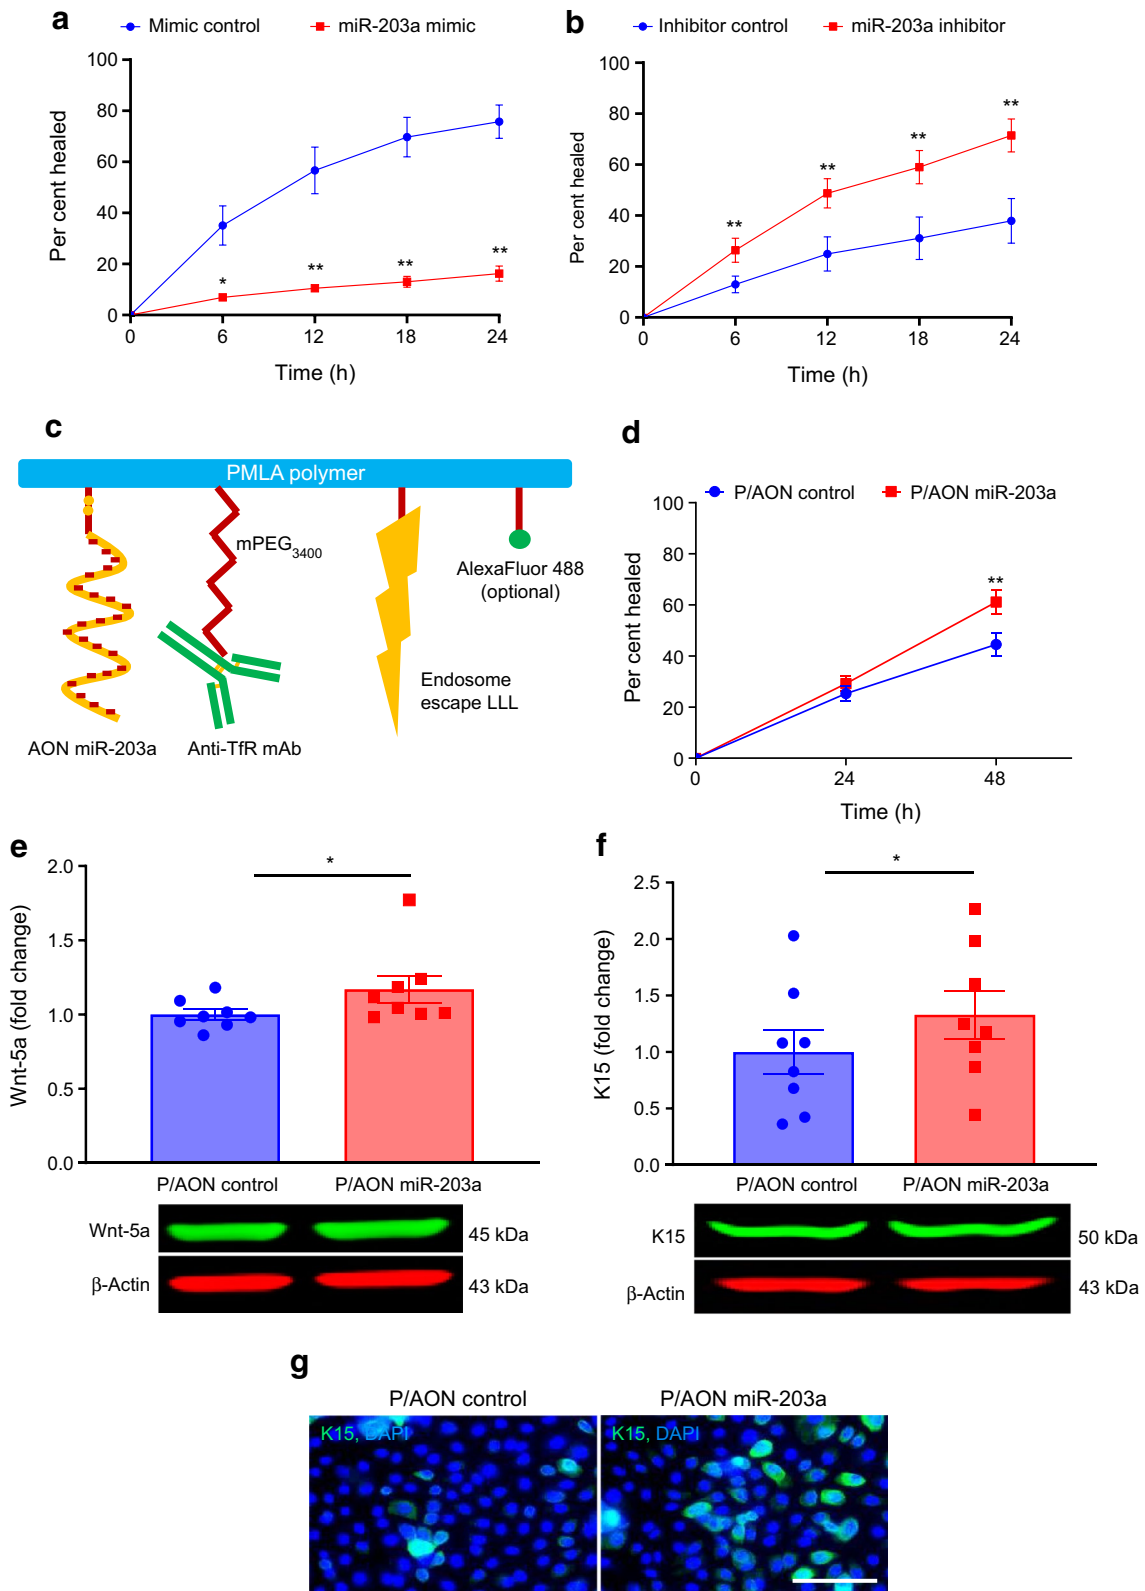 a
Mimic control
miR-203a mimic
Per cent healed
100
80
60
40
20
0
*
**
**
**
0
6
12
18
24
Time (h)
b
Inhibitor control
miR-203a inhibitor
Per cent healed
100
80
60
40
20
0
**
**
**
**
0
6
12
18
24
Time (h)
c
PMLA polymer
mPEG3400
AlexaFluor 488
(optional)
Endosome
escape LLL
AON miR-203a
Anti-TfR mAb
d
P/AON control
P/AON miR-203a
Per cent healed
100
80
60
40
20
0
**
0
24
48
Time (h)
e
Wnt-5a (fold change)
2.0
1.5
1.0
0.5
0.0
*
P/AON control
P/AON miR-203a
Wnt-5a
45 kDa
β-Actin
43 kDa
f
K15 (fold change)
2.5
2.0
1.5
1.0
0.5
0.0
*
P/AON control
P/AON miR-203a
K15
50 kDa
β-Actin
43 kDa
g
P/AON control
P/AON miR-203a
K15, DAPI
K15, DAPI